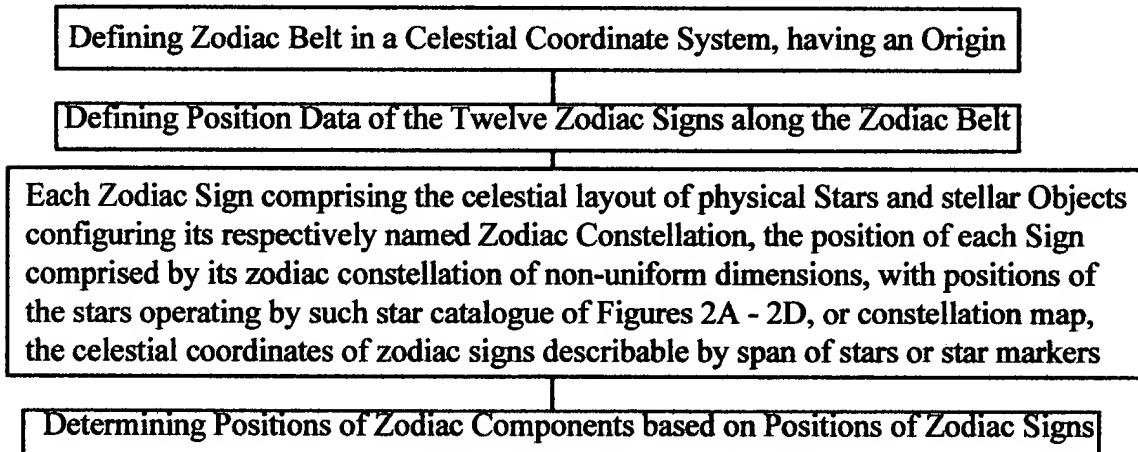 Defining Zodiac Belt in a Celestial Coordinate System, having an Origin
Defining Position Data of the Twelve Zodiac Signs along the Zodiac Belt
Each Zodiac Sign comprising the celestial layout of physical Stars and stellar Objects
configuring its respectively named Zodiac Constellation, the position of each Sign
comprised by its zodiac constellation of non-uniform dimensions, with positions of
the stars operating by such star catalogue of Figures 2A - 2D, or constellation map,
the celestial coordinates of zodiac signs describable by span of stars or star markers
Determining Positions of Zodiac Components based on Positions of Zodiac Signs